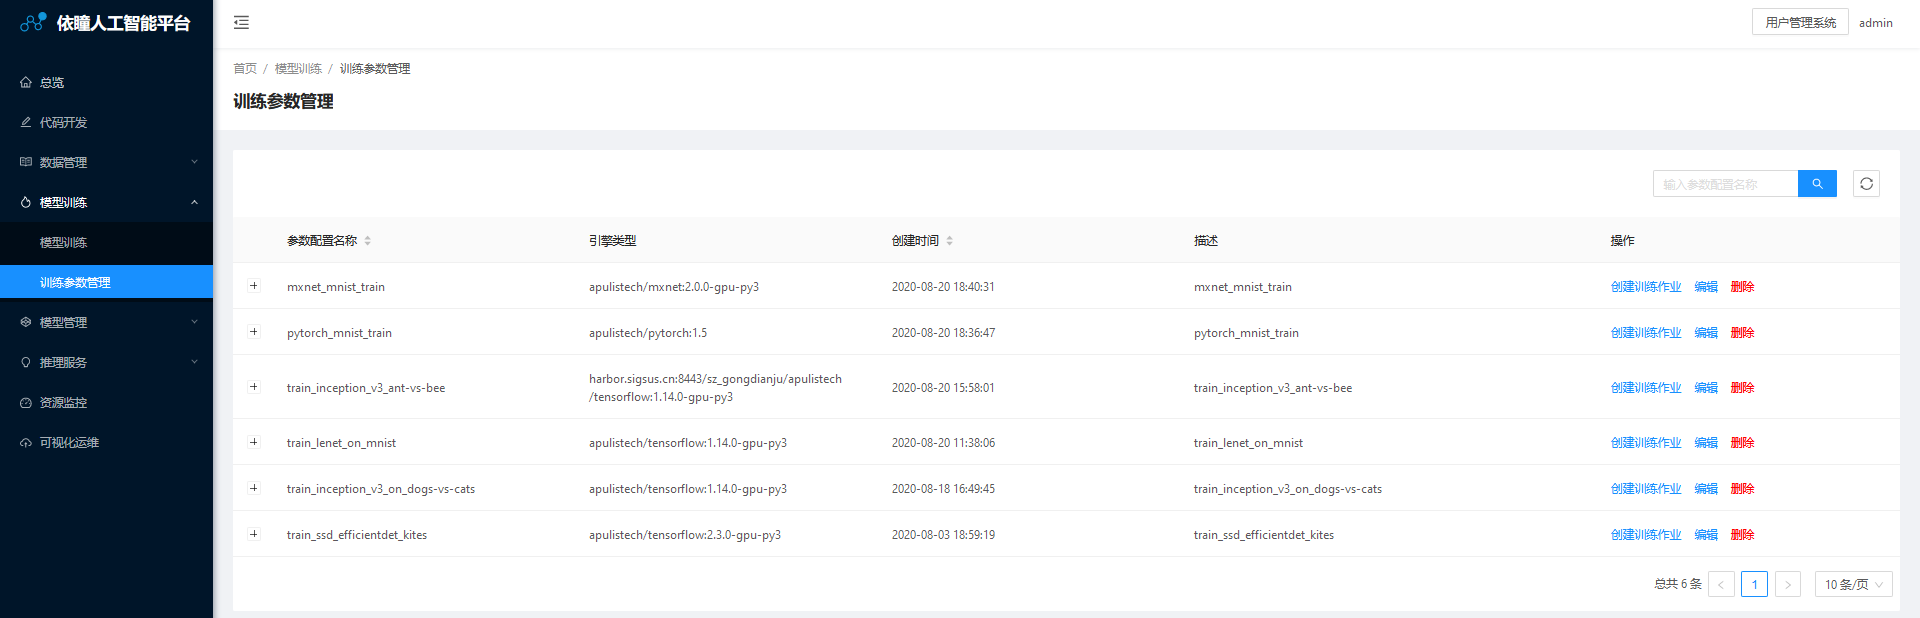 依瞳人工智能平台
用户管理系统 admin
总览
代码开发
数据管理
模型训练
模型训练
训练参数管理
模型管理
推理服务
资源监控
可视化运维
首页 / 模型训练 / 训练参数管理
训练参数管理
输入参数配置名称
参数配置名称 引擎类型 创建时间 描述 操作
mxnet_mnist_train apulistech/mxnet:2.0.0-gpu-py3 2020-08-20 18:40:31 mxnet_mnist_train 创建训练作业 编辑 删除
pytorch_mnist_train apulistech/pytorch:1.5 2020-08-20 18:36:47 pytorch_mnist_train 创建训练作业 编辑 删除
train_inception_v3_ant-vs-bee harbor.sigsus.cn:8443/sz_gongdianju/apulistech
/tensorflow:1.14.0-gpu-py3 2020-08-20 15:58:01 train_inception_v3_ant-vs-bee 创建训练作业 编辑 删除
train_lenet_on_mnist apulistech/tensorflow:1.14.0-gpu-py3 2020-08-20 11:38:06 train_lenet_on_mnist 创建训练作业 编辑 删除
train_inception_v3_on_dogs-vs-cats apulistech/tensorflow:1.14.0-gpu-py3 2020-08-18 16:49:45 train_inception_v3_on_dogs-vs-cats 创建训练作业 编辑 删除
train_ssd_efficientdet_kites apulistech/tensorflow:2.3.0-gpu-py3 2020-08-03 18:59:19 train_ssd_efficientdet_kites 创建训练作业 编辑 删除
总共 6 条 < 1 > 10 条/页